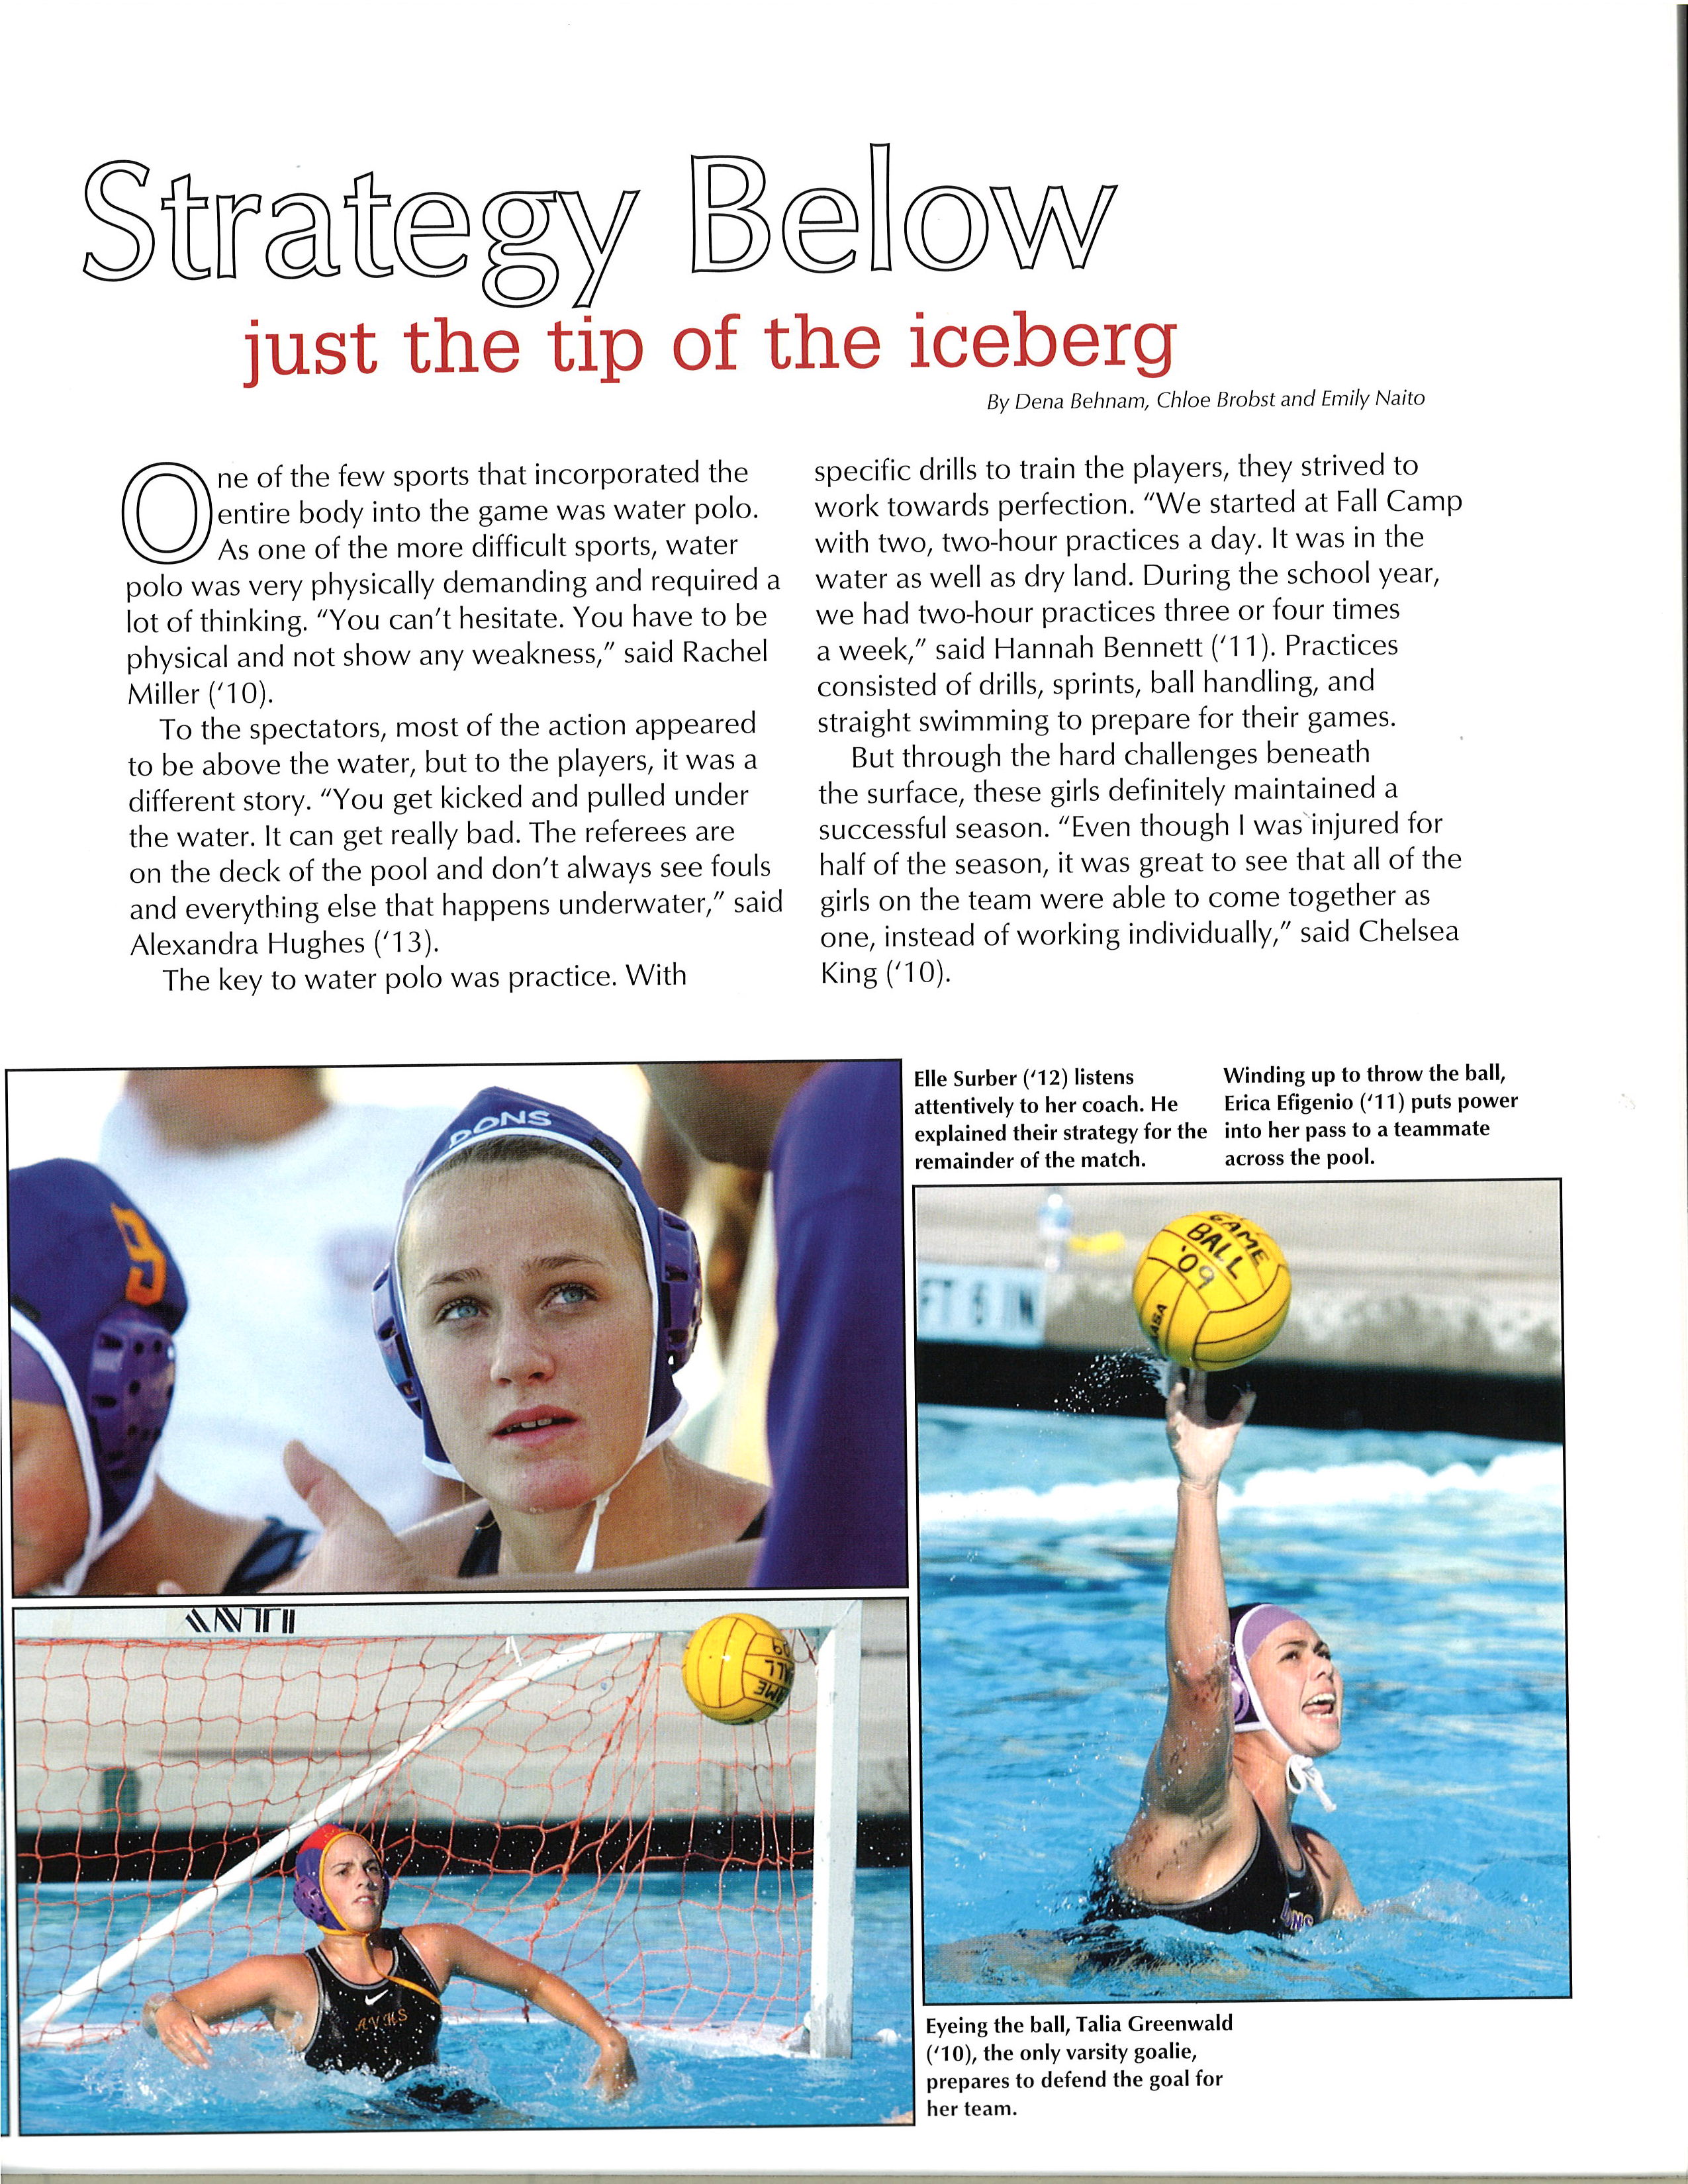 Strategy Below
just the tip of the iceberg
By Dena Behnam, Chloe Brobst and Emily Naito
One of the few sports that incorporated the
entire body into the game was water polo.
As one of the more difficult sports, water
polo was very physically demanding and required a
lot of thinking. “You can’t hesitate. You have to be
physical and not show any weakness,” said Rachel
Miller (‘10).
To the spectators, most of the action appeared
to be above the water, but to the players, it was a
different story. “You get kicked and pulled under
the water. It can get really bad. The referees are
on the deck of the pool and don’t always see fouls
and everything else that happens underwater,” said
Alexandra Hughes (‘13).
The key to water polo was practice. With
specific drills to train the players, they strived to
work towards perfection. “We started at Fall Camp
with two, two-hour practices a day. It was in the
water as well as dry land. During the school year,
we had two-hour practices three or four times
a week,” said Hannah Bennett (‘11). Practices
consisted of drills, sprints, ball handling, and
straight swimming to prepare for their games.
But through the hard challenges beneath
the surface, these girls definitely maintained a
successful season. “Even though I was injured for
half of the season, it was great to see that all of the
girls on the team were able to come together as
one, instead of working individually,” said Chelsea
King (‘10).
Elle Surber (‘12) listens
attentively to her coach. He
explained their strategy for the
remainder of the match.
Winding up to throw the ball,
Erica Efigenio (‘11) puts power
into her pass to a teammate
across the pool.
DONS
9
GAME
BALL
'09
FT 6 IN
ANTI
AVHS
Eyeing the ball, Talia Greenwald
(‘10), the only varsity goalie,
prepares to defend the goal for
her team.